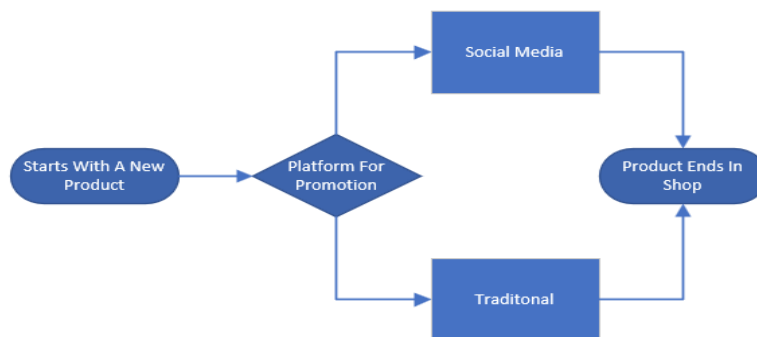 Social Media
Starts With A New
Product
Platform For
Promotion
Product Ends In
Shop
Traditonal